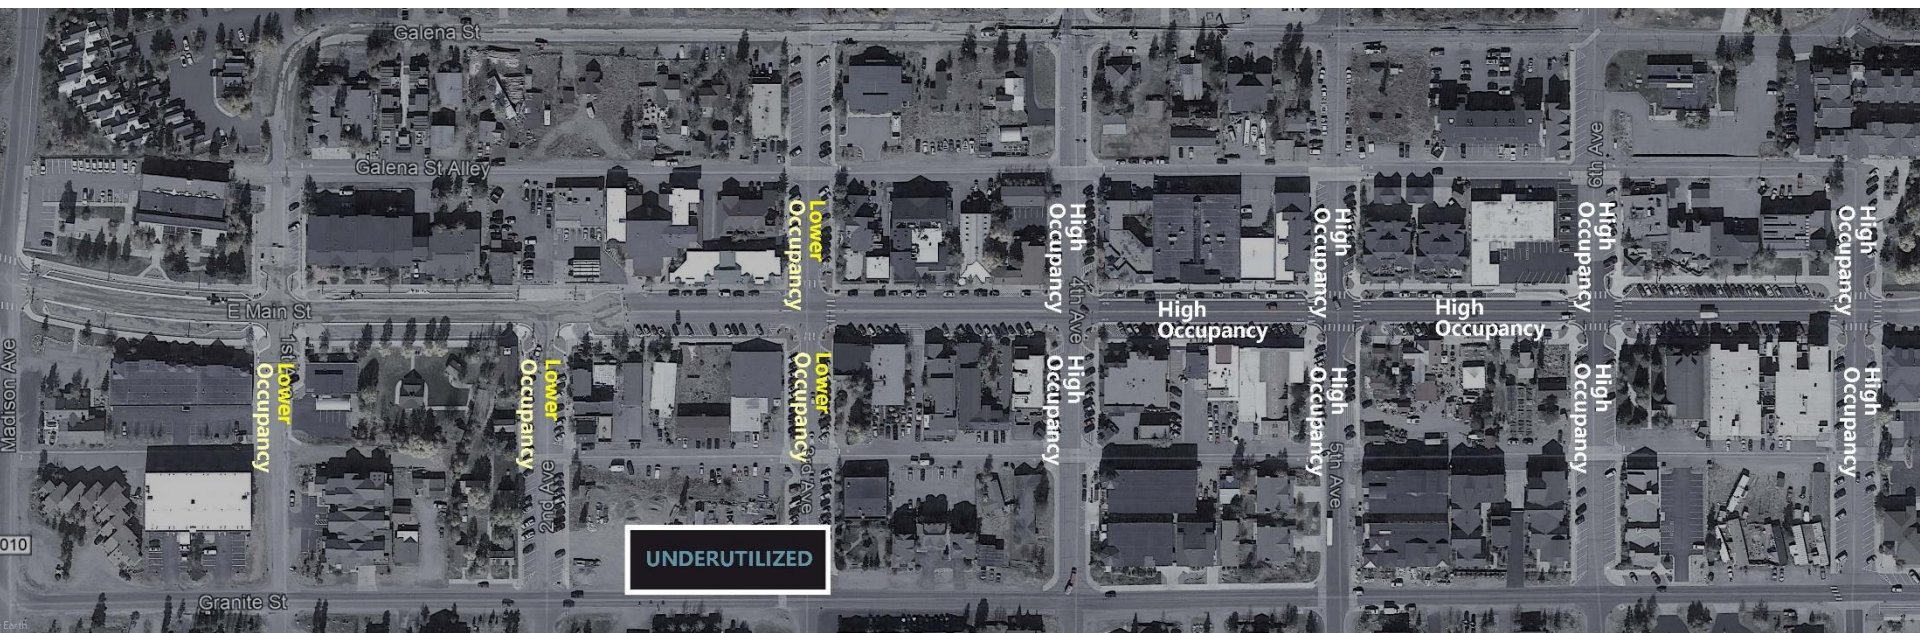 Galena St
Galena St Alley
6th Ave
Lower
Occupancy
High
Occupancy
High
Occupancy
High
Occupancy
High
Occupancy
E Main St
4th Ave
High
Occupancy
High
Occupancy
Madison Ave
1st
Lower
Occupancy
Lower
Occupancy
Lower
Occupancy
High
Occupancy
High
Occupancy
High
Occupancy
High
Occupancy
2nd Ave
Ave
5th Ave
010
UNDERUTILIZED
Granite St
Earth